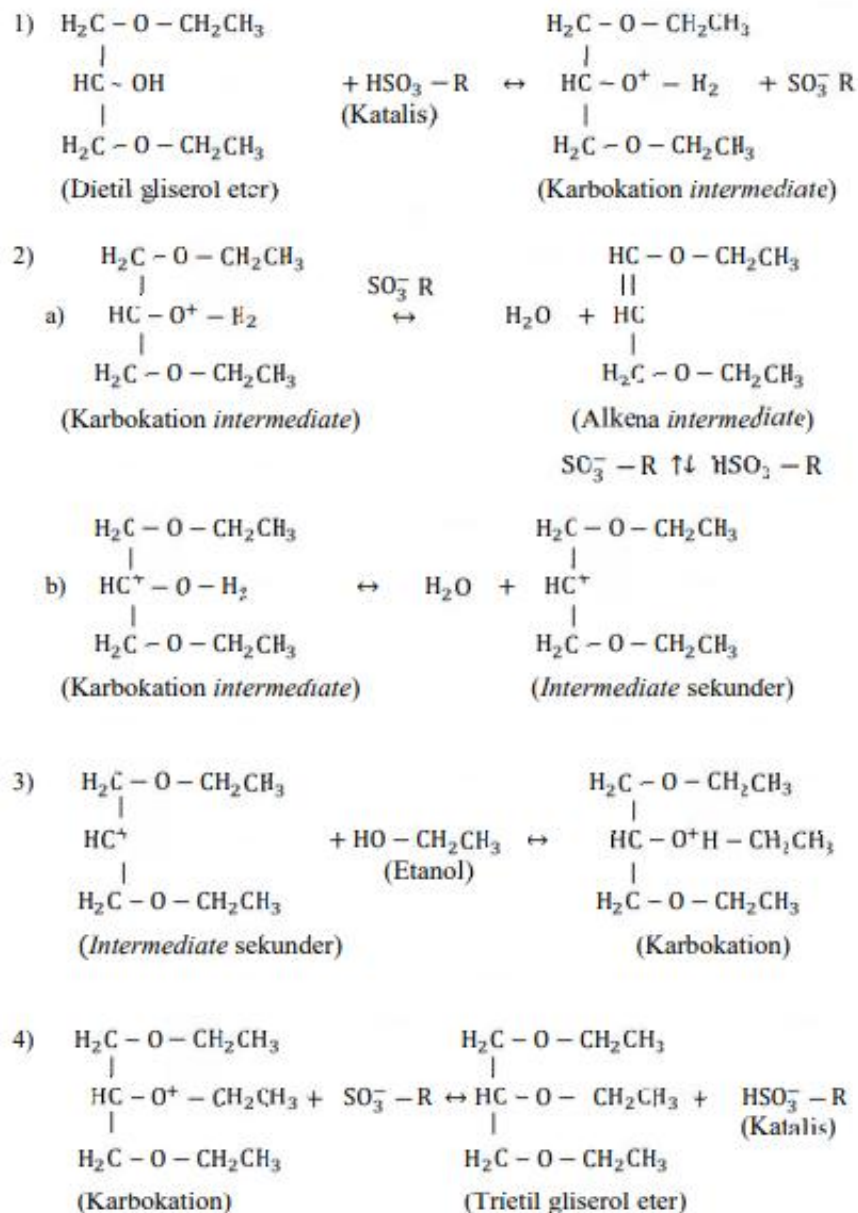 1) H₂C – O – CH₂CH₃ H₂C – O – CH₂CH₃
| |
HC - OH + HSO₃ – R ↔ HC – O⁺ – H₂ + SO₃⁻ R
| (Katalis) |
H₂C – O – CH₂CH₃ H₂C – O – CH₂CH₃
(Dietil gliserol eter) (Karbokation intermediate)
2) H₂C – O – CH₂CH₃ HC – O – CH₂CH₃
| SO₃⁻ R ||
a) HC – O⁺ – H₂ ↔ H₂O + HC
| |
H₂C – O – CH₂CH₃ H₂C – O – CH₂CH₃
(Karbokation intermediate) (Alkena intermediate)
SO₃⁻ – R ↑↓ HSO₃ – R
H₂C – O – CH₂CH₃ H₂C – O – CH₂CH₃
| |
b) HC⁺ – O – H₂ ↔ H₂O + HC⁺
| |
H₂C – O – CH₂CH₃ H₂C – O – CH₂CH₃
(Karbokation intermediate) (Intermediate sekunder)
3) H₂C – O – CH₂CH₃ H₂C – O – CH₂CH₃
| |
HC⁺ + HO – CH₂CH₃ ↔ HC – O⁺H – CH₂CH₃
| (Etanol) |
H₂C – O – CH₂CH₃ H₂C – O – CH₂CH₃
(Intermediate sekunder) (Karbokation)
4) H₂C – O – CH₂CH₃ H₂C – O – CH₂CH₃
| |
HC – O⁺ – CH₂CH₃ + SO₃⁻ – R ↔ HC – O – CH₂CH₃ + HSO₃⁻ – R
| | (Katalis)
H₂C – O – CH₂CH₃ H₂C – O – CH₂CH₃
(Karbokation) (Trietil gliserol eter)